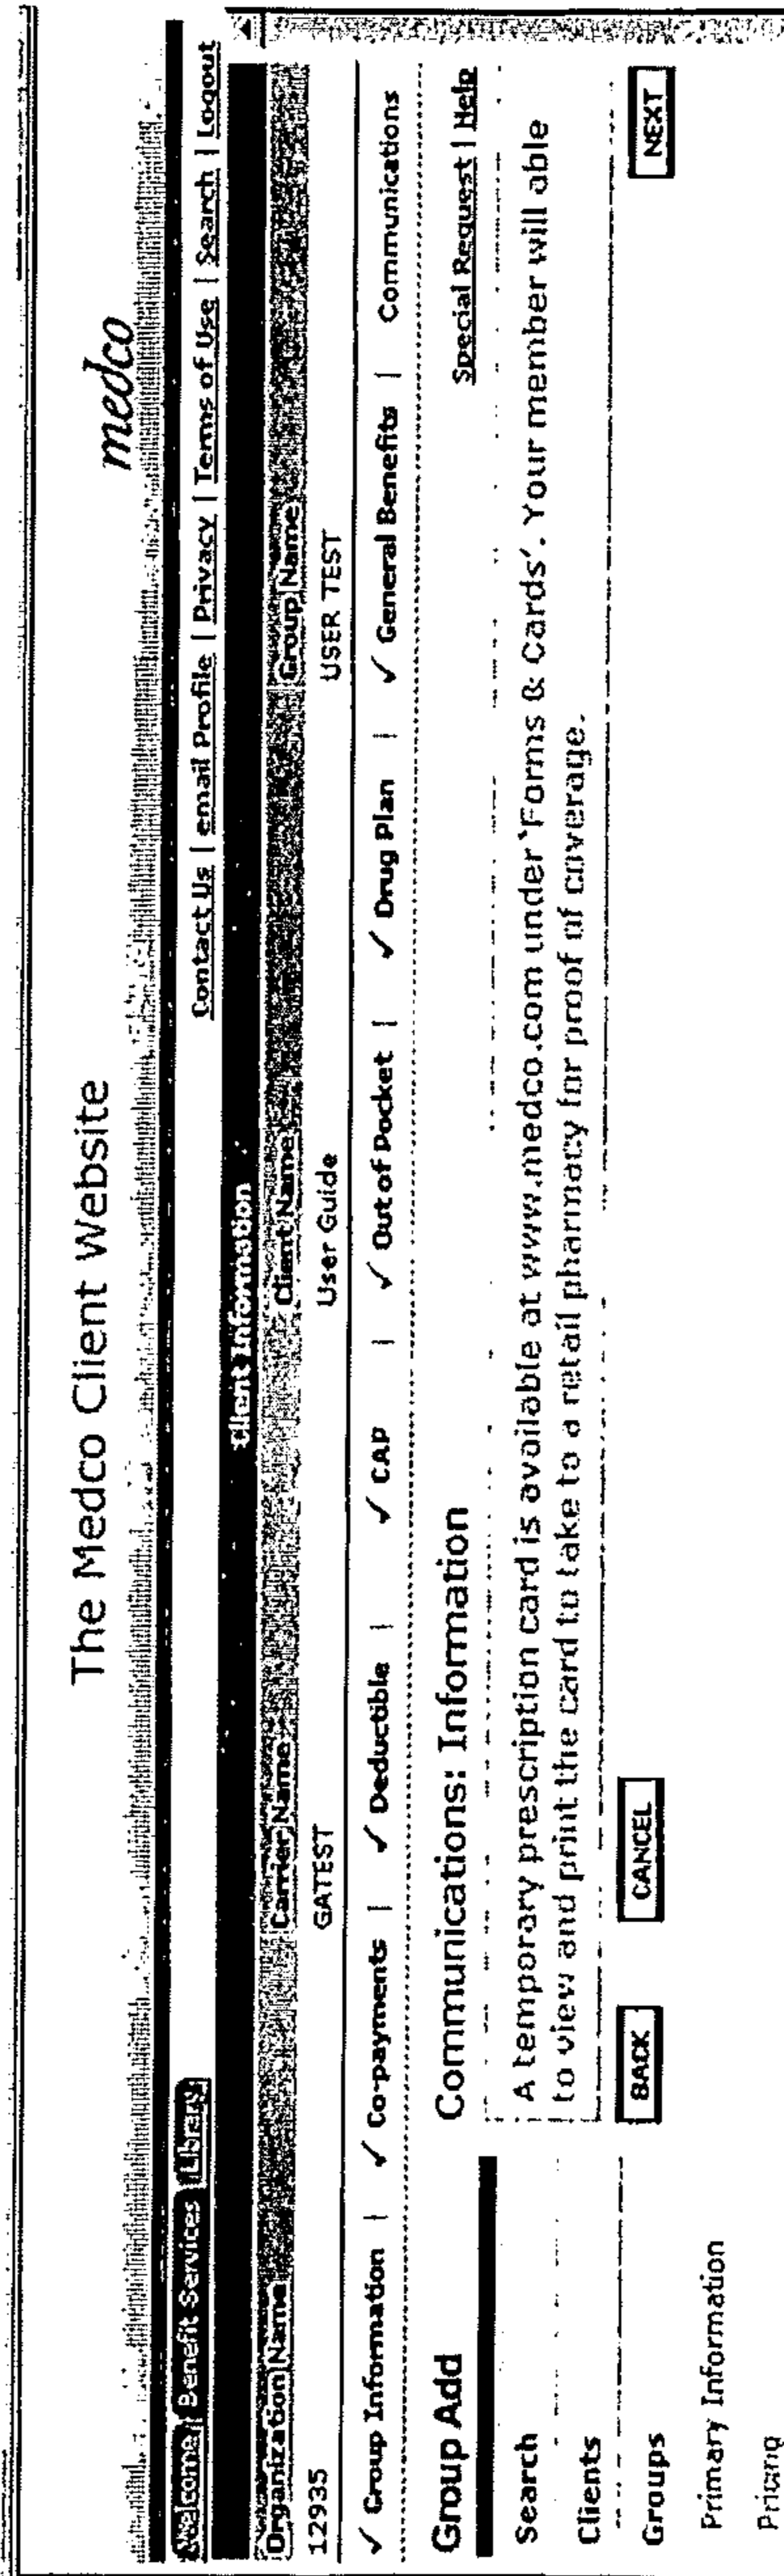 The Medco Client Website
medco
Welcome Benefit Services Library
Contact Us | email Profile | Privacy | Terms of Use | Search | Logout
Client Information
Organization Name Carrier Name Client Name Group Name
12935 GATEST User Guide USER TEST
✓ Group Information | ✓ Co-payments | ✓ Deductible | ✓ CAP | ✓ Out of Pocket | ✓ Drug Plan | ✓ General Benefits | Communications
Group Add
Communications: Information
Special Request | Help
A temporary prescription card is available at www.medco.com under 'Forms & Cards'. Your member will able
to view and print the card to take to a retail pharmacy for proof of coverage.
BACK CANCEL NEXT
Search
Clients
Groups
Primary Information
Pricing